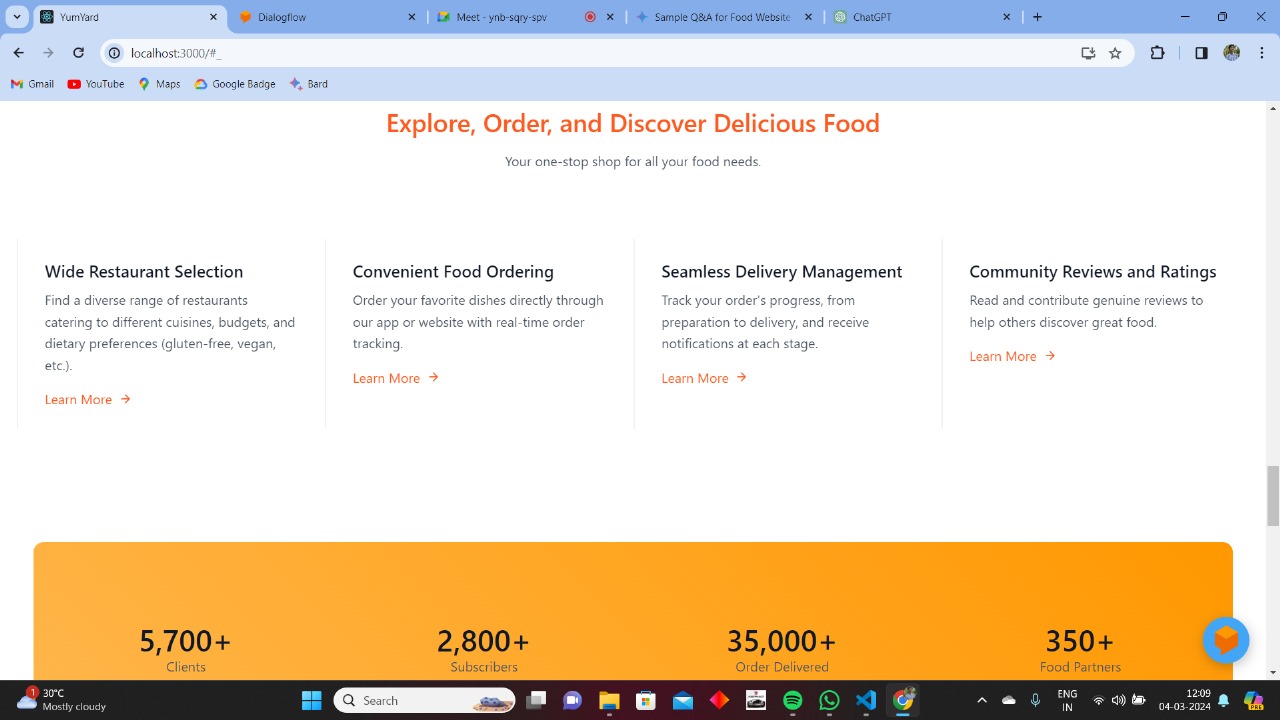 YumYard
Dialogflow
Meet - ynb-sqry-spv
Sample Q&A for Food Website
ChatGPT
localhost:3000/#_
Gmail
YouTube
Maps
Google Badge
Bard
Explore, Order, and Discover Delicious Food
Your one-stop shop for all your food needs.
Wide Restaurant Selection
Find a diverse range of restaurants
catering to different cuisines, budgets, and
dietary preferences (gluten-free, vegan,
etc.).
Learn More →
Convenient Food Ordering
Order your favorite dishes directly through
our app or website with real-time order
tracking.
Learn More →
Seamless Delivery Management
Track your order's progress, from
preparation to delivery, and receive
notifications at each stage.
Learn More →
Community Reviews and Ratings
Read and contribute genuine reviews to
help others discover great food.
Learn More →
5,700+
Clients
2,800+
Subscribers
35,000+
Order Delivered
350+
Food Partners
1
30°C
Mostly cloudy
Search
ENG
IN
12:09
04-03-2024
PRE